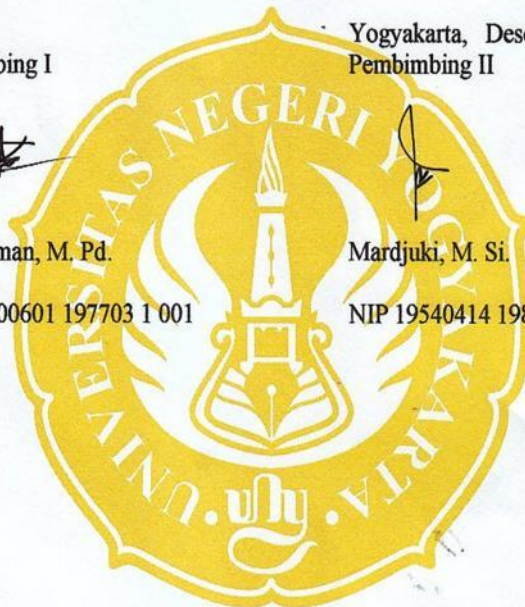 Yogyakarta, Dese
bing I
Pembimbing II
UNIVERSITAS NEGERI YOGYAKARTA
man, M. Pd.
Mardjuki, M. Si.
00601 197703 1 001
NIP 19540414 198
uny